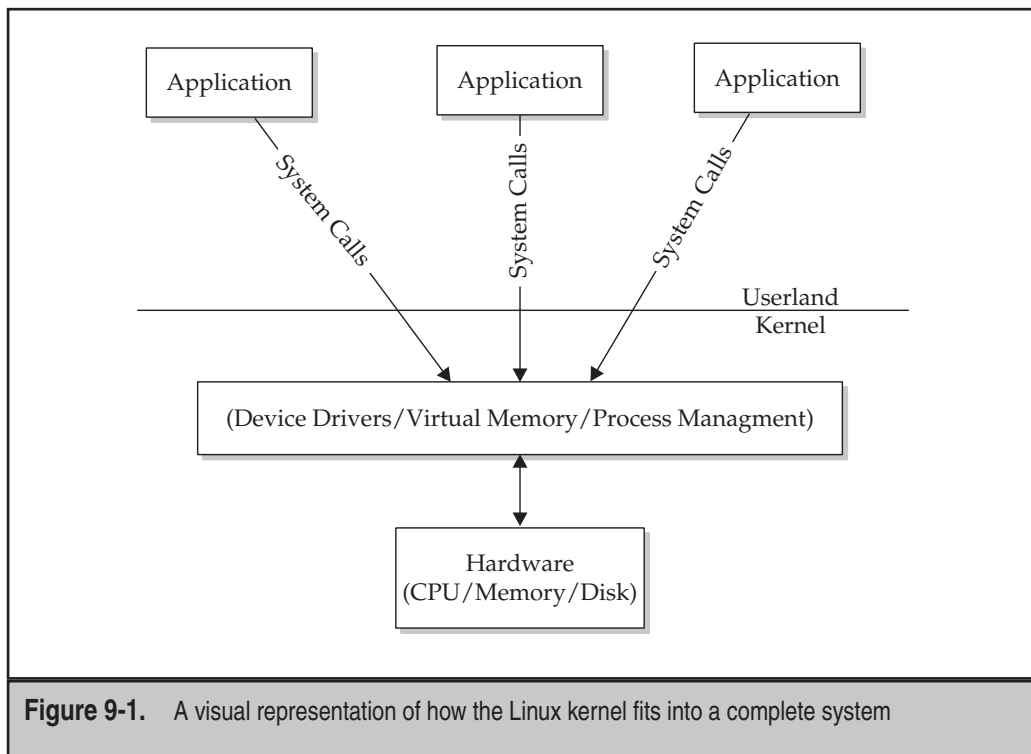 Application
Application
Application
System Calls
System Calls
System Calls
Userland
Kernel
(Device Drivers/Virtual Memory/Process Managment)
Hardware
(CPU/Memory/Disk)
Figure 9-1. A visual representation of how the Linux kernel fits into a complete system